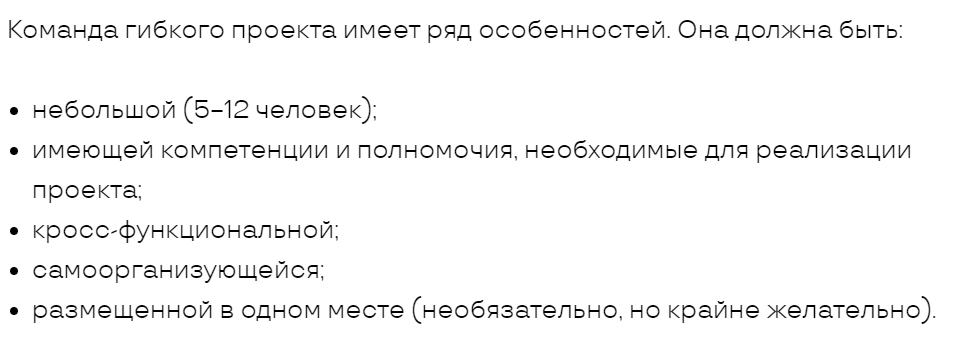 Команда гибкого проекта имеет ряд особенностей. Она должна быть:
• небольшой (5–12 человек);
• имеющей компетенции и полномочия, необходимые для реализации
проекта;
• кросс-функциональной;
• самоорганизующейся;
• размещенной в одном месте (необязательно, но крайне желательно).